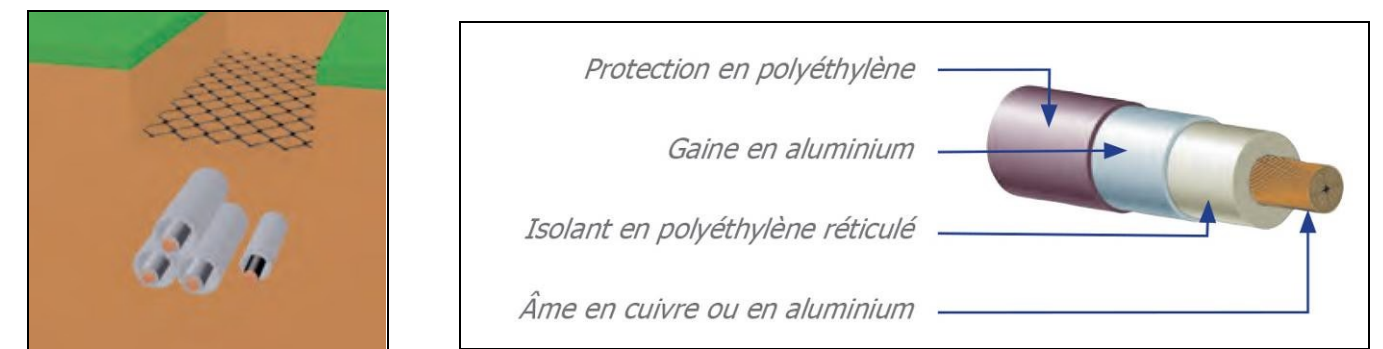 Protection en polyéthylène
Gaine en aluminium
Isolant en polyéthylène réticulé
Âme en cuivre ou en aluminium